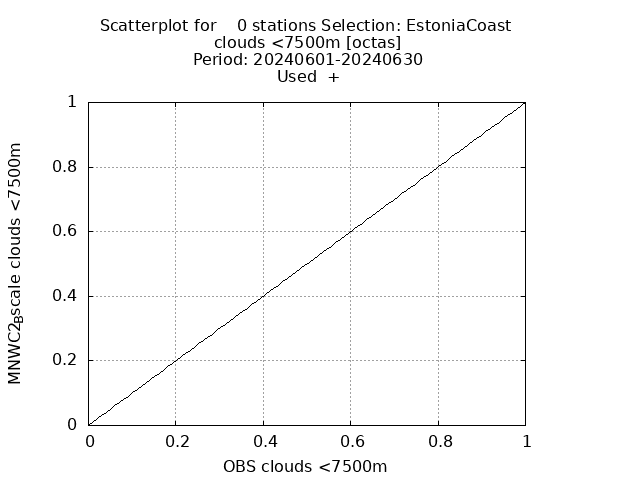 Scatterplot for    0 stations Selection: EstoniaCoast
clouds <7500m [octas]
Period: 20240601-20240630
Used  +
1
0.8
0.6
0.4
0.2
0
MNWC2Bscale clouds <7500m
0 0.2 0.4 0.6 0.8 1
OBS clouds <7500m